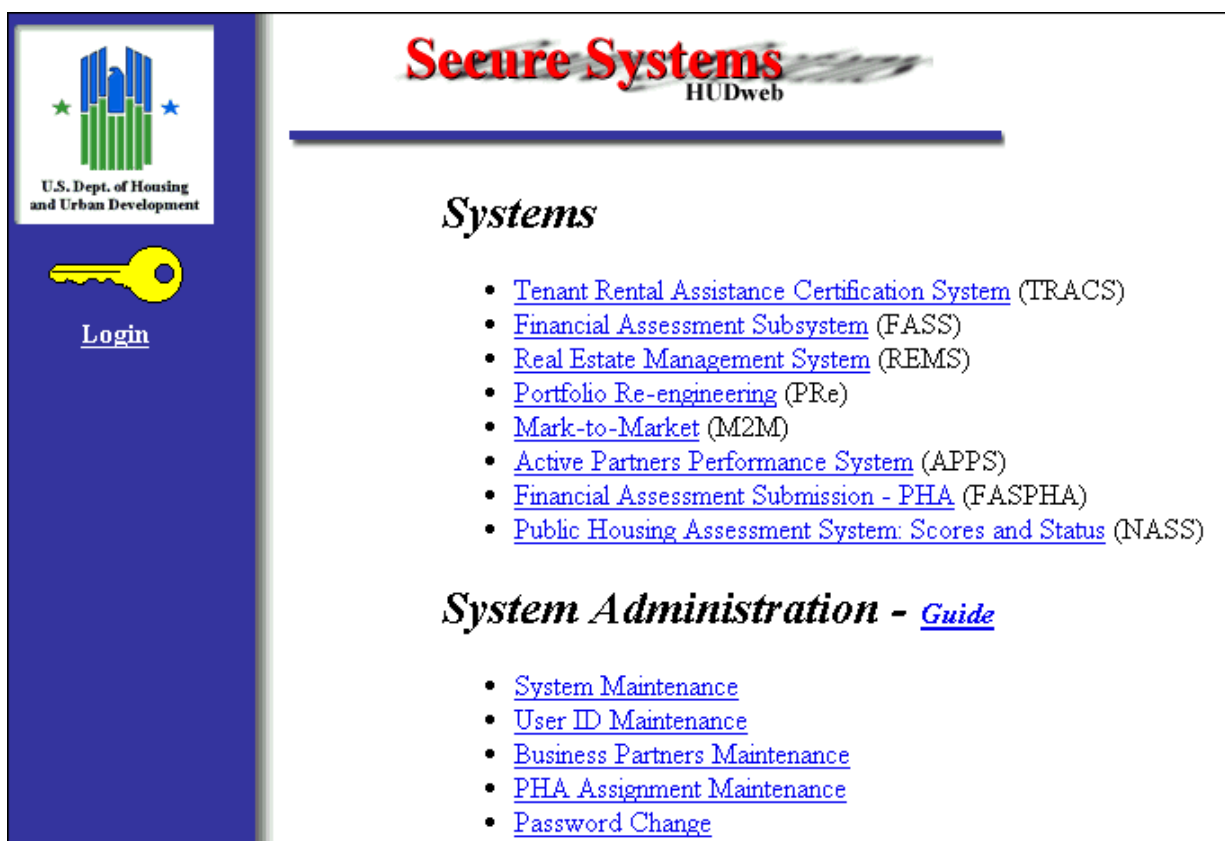 U.S. Dept. of Housing
and Urban Development
Login
Secure Systems
HUDweb
Systems
Tenant Rental Assistance Certification System (TRACS)
Financial Assessment Subsystem (FASS)
Real Estate Management System (REMS)
Portfolio Re-engineering (PRe)
Mark-to-Market (M2M)
Active Partners Performance System (APPS)
Financial Assessment Submission - PHA (FASPHA)
Public Housing Assessment System: Scores and Status (NASS)
System Administration - Guide
System Maintenance
User ID Maintenance
Business Partners Maintenance
PHA Assignment Maintenance
Password Change